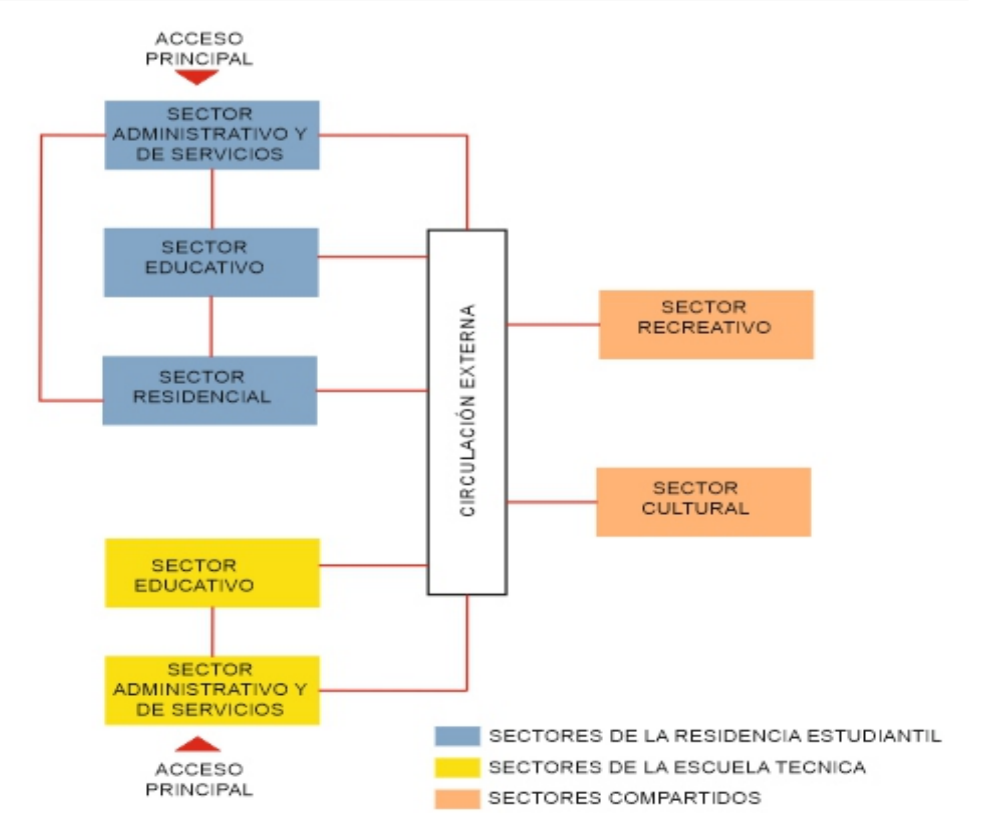 ACCESO
PRINCIPAL
SECTOR
ADMINISTRATIVO Y
DE SERVICIOS
SECTOR
EDUCATIVO
SECTOR
RESIDENCIAL
CIRCULACIÓN EXTERNA
SECTOR
RECREATIVO
SECTOR
CULTURAL
SECTOR
EDUCATIVO
SECTOR
ADMINISTRATIVO Y
DE SERVICIOS
ACCESO
PRINCIPAL
SECTORES DE LA RESIDENCIA ESTUDIANTIL
SECTORES DE LA ESCUELA TECNICA
SECTORES COMPARTIDOS